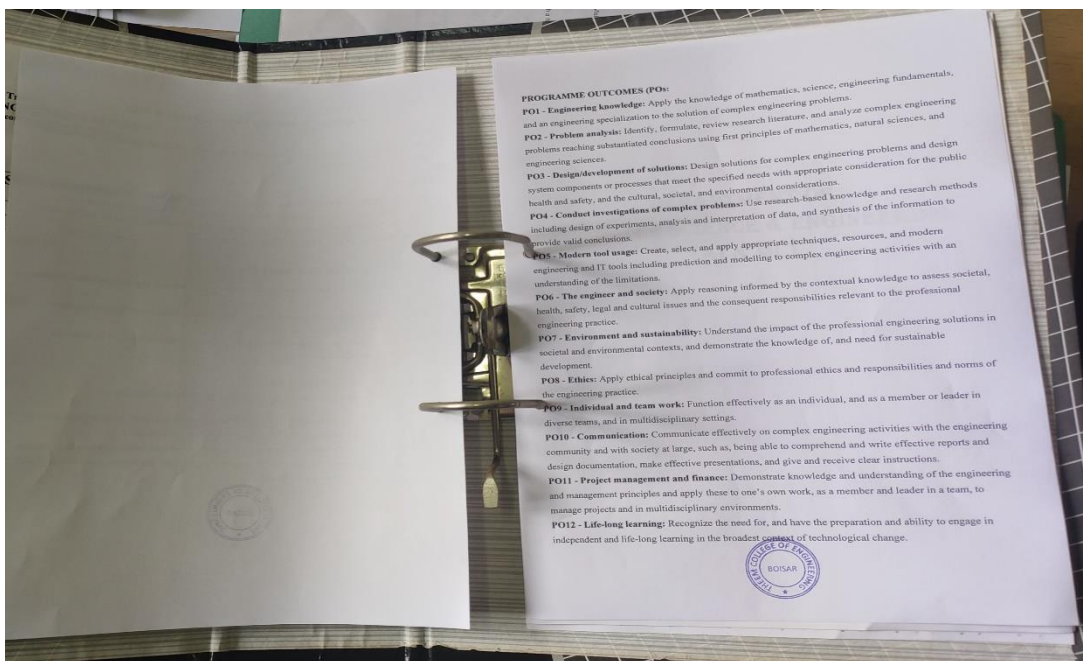 PROGRAMME OUTCOMES (POs:
PO1 - Engineering knowledge: Apply the knowledge of mathematics, science, engineering fundamentals,
and an engineering specialization to the solution of complex engineering problems.
PO2 - Problem analysis: Identify, formulate, review research literature, and analyze complex engineering
problems reaching substantiated conclusions using first principles of mathematics, natural sciences, and
engineering sciences.
PO3 - Design/development of solutions: Design solutions for complex engineering problems and design
system components or processes that meet the specified needs with appropriate consideration for the public
health and safety, and the cultural, societal, and environmental considerations.
PO4 - Conduct investigations of complex problems: Use research-based knowledge and research methods
including design of experiments, analysis and interpretation of data, and synthesis of the information to
provide valid conclusions.
PO5 - Modern tool usage: Create, select, and apply appropriate techniques, resources, and modern
engineering and IT tools including prediction and modelling to complex engineering activities with an
understanding of the limitations.
PO6 - The engineer and society: Apply reasoning informed by the contextual knowledge to assess societal,
health, safety, legal and cultural issues and the consequent responsibilities relevant to the professional
engineering practice.
PO7 - Environment and sustainability: Understand the impact of the professional engineering solutions in
societal and environmental contexts, and demonstrate the knowledge of, and need for sustainable
development.
PO8 - Ethics: Apply ethical principles and commit to professional ethics and responsibilities and norms of
the engineering practice.
PO9 - Individual and team work: Function effectively as an individual, and as a member or leader in
diverse teams, and in multidisciplinary settings.
PO10 - Communication: Communicate effectively on complex engineering activities with the engineering
community and with society at large, such as, being able to comprehend and write effective reports and
design documentation, make effective presentations, and give and receive clear instructions.
PO11 - Project management and finance: Demonstrate knowledge and understanding of the engineering
and management principles and apply these to one's own work, as a member and leader in a team, to
manage projects and in multidisciplinary environments.
PO12 - Life-long learning: Recognize the need for, and have the preparation and ability to engage in
independent and life-long learning in the broadest context of technological change.
THEEM COLLEGE OF ENGINEERING
BOISAR